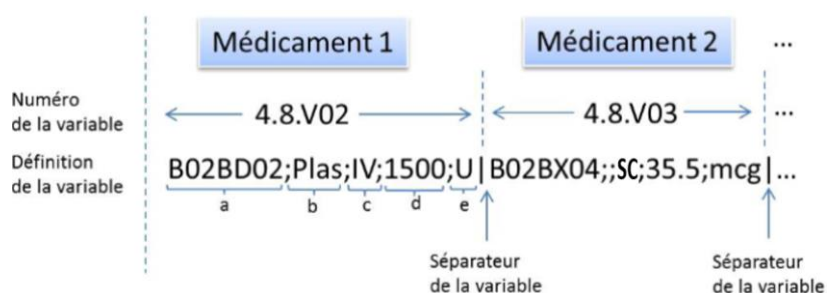 Médicament 1 Médicament 2 ...
Numéro
de la variable
4.8.V02 4.8.V03 ...
Définition
de la variable
B02BD02;Plas;IV;1500;U|B02BX04;;SC;35.5;mcg|...
a b c d e
Séparateur
de la variable
Séparateur
de la variable